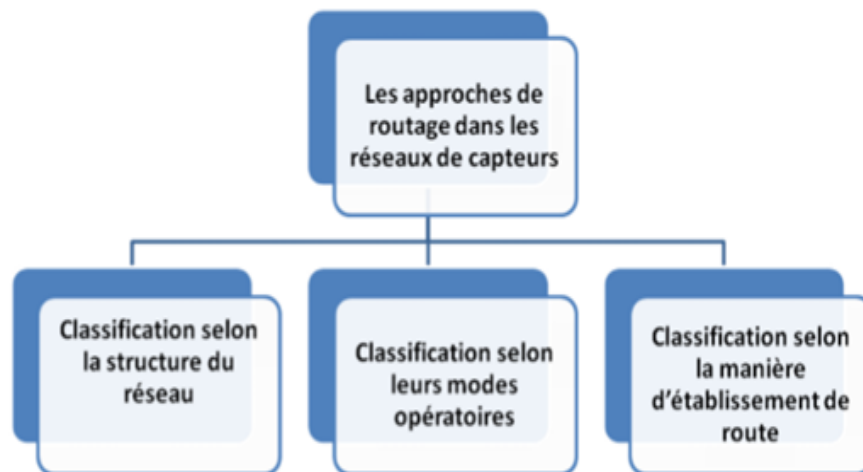 Les approches de
routage dans les
réseaux de capteurs
Classification selon
la structure du
réseau
Classification selon
leurs modes
opératoires
Classification selon
la manière
d'établissement de
route